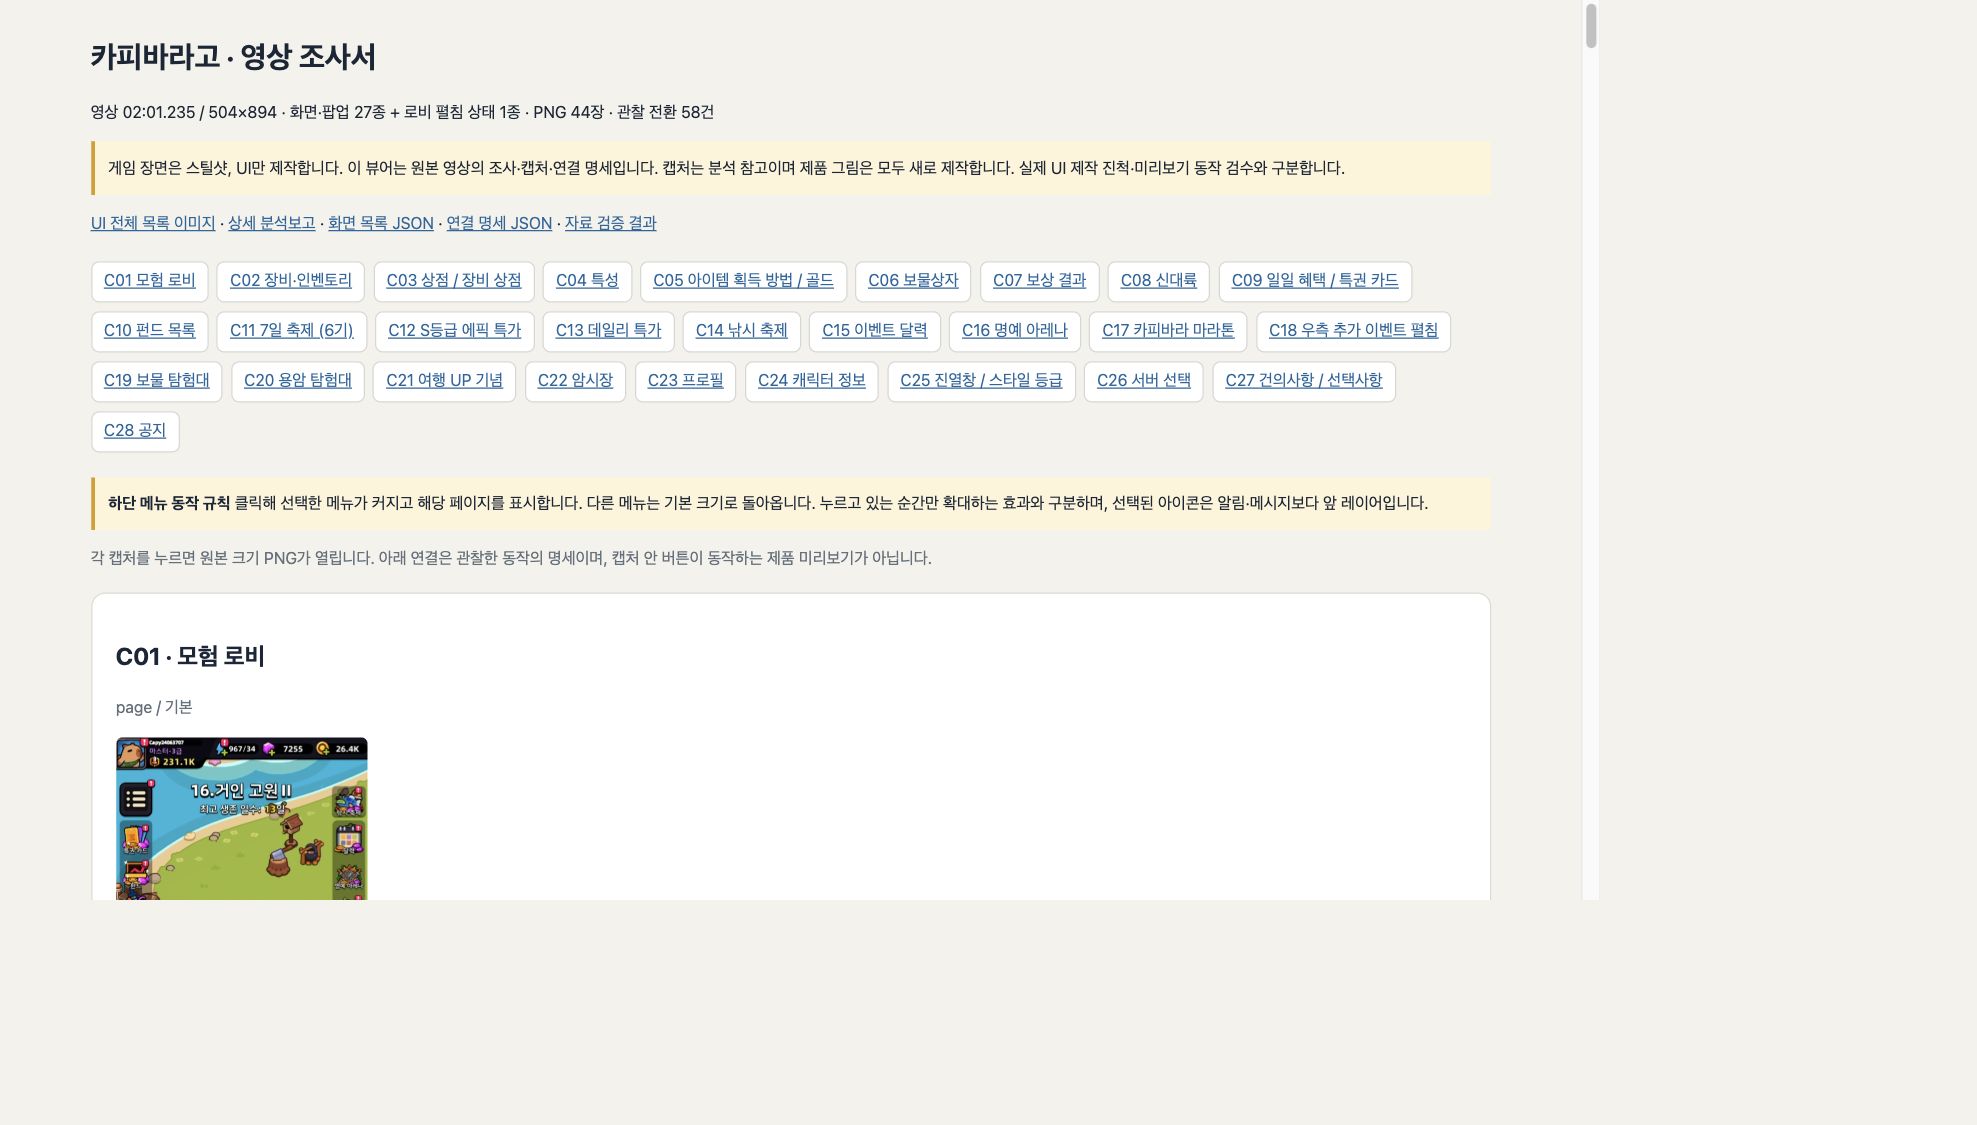 카피바라고 · 영상 조사서
영상 02:01.235 / 504×894 · 화면·팝업 27종 + 로비 펼침 상태 1종 · PNG 44장 · 관찰 전환 58건
게임 장면은 스틸샷, UI만 제작합니다. 이 뷰어는 원본 영상의 조사·캡처·연결 명세입니다. 캡처는 분석 참고이며 제품 그림은 모두 새로 제작합니다. 실제 UI 제작 진척·미리보기 동작 검수와 구분합니다.
UI 전체 목록 이미지 · 상세 분석보고 · 화면 목록 JSON · 연결 명세 JSON · 자료 검증 결과
C01 모험 로비 C02 장비·인벤토리 C03 상점 / 장비 상점 C04 특성 C05 아이템 획득 방법 / 골드 C06 보물상자 C07 보상 결과 C08 신대륙 C09 일일 혜택 / 특권 카드
C10 펀드 목록 C11 7일 축제 (6기) C12 S등급 에픽 특가 C13 데일리 특가 C14 낚시 축제 C15 이벤트 달력 C16 명예 아레나 C17 카피바라 마라톤 C18 우측 추가 이벤트 펼침
C19 보물 탐험대 C20 용암 탐험대 C21 여행 UP 기념 C22 암시장 C23 프로필 C24 캐릭터 정보 C25 진열창 / 스타일 등급 C26 서버 선택 C27 건의사항 / 선택사항
C28 공지
하단 메뉴 동작 규칙 클릭해 선택한 메뉴가 커지고 해당 페이지를 표시합니다. 다른 메뉴는 기본 크기로 돌아옵니다. 누르고 있는 순간만 확대하는 효과와 구분하며, 선택된 아이콘은 알림·메시지보다 앞 레이어입니다.
각 캡처를 누르면 원본 크기 PNG가 열립니다. 아래 연결은 관찰한 동작의 명세이며, 캡처 안 버튼이 동작하는 제품 미리보기가 아닙니다.
C01 · 모험 로비
page / 기본
Capy24063707
마스터-3급
967/34 7255 26.4K
231.1K
16.거인 고원 II
최고 생존 일수: 13일